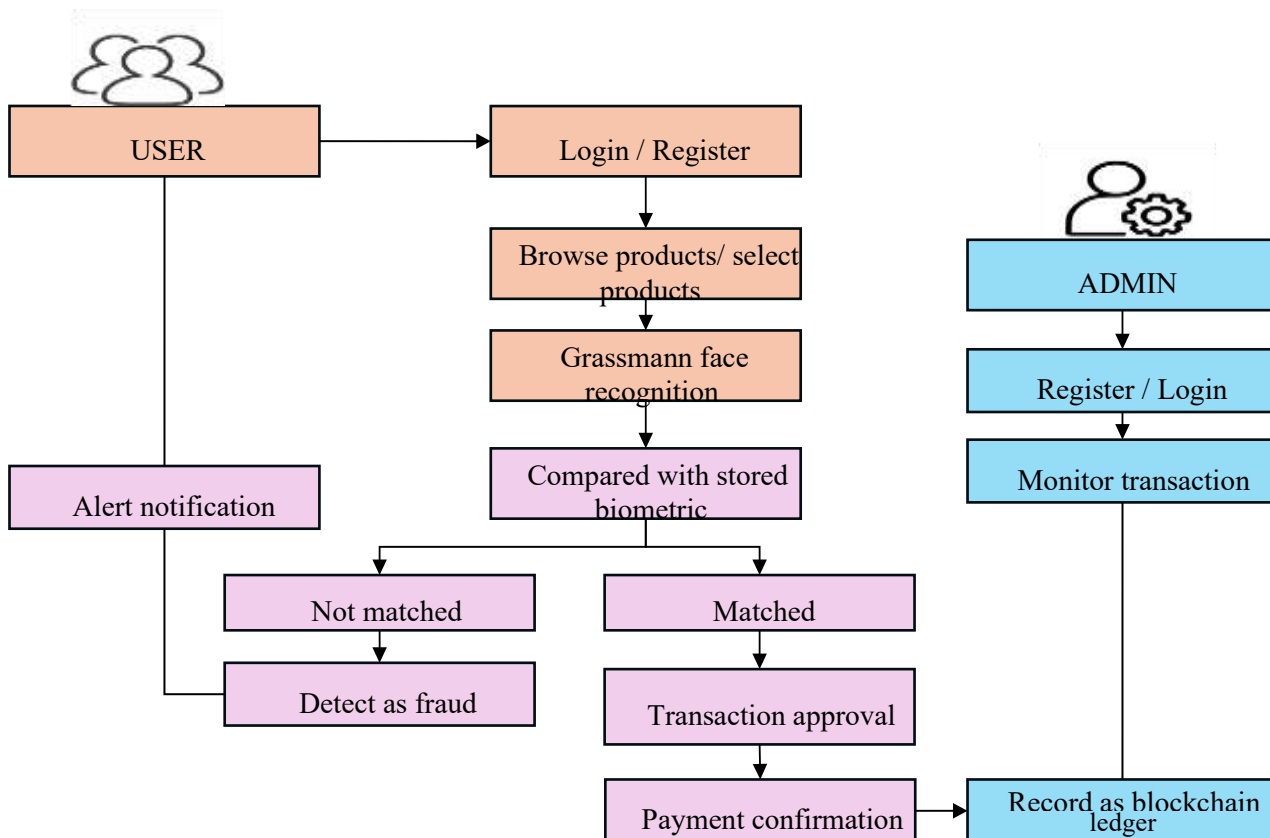 USER
Login / Register
Browse products/ select
products
ADMIN
Grassmann face
recognition
Register / Login
Compared with stored
biometric
Monitor transaction
Alert notification
Not matched
Matched
Detect as fraud
Transaction approval
Payment confirmation
Record as blockchain
ledger